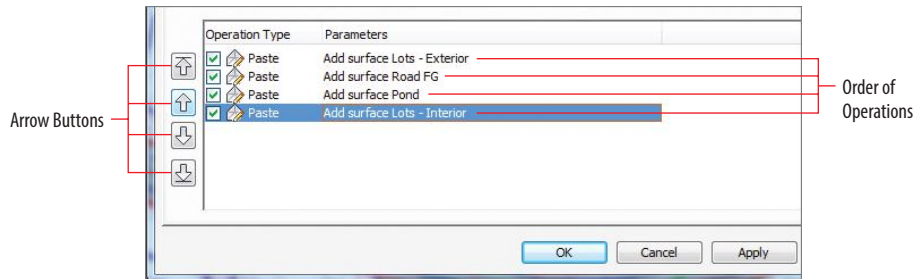 Operation Type Parameters
Paste Add surface Lots - Exterior
Paste Add surface Road FG
Paste Add surface Pond
Paste Add surface Lots - Interior
Arrow Buttons
Order of
Operations
OK Cancel Apply